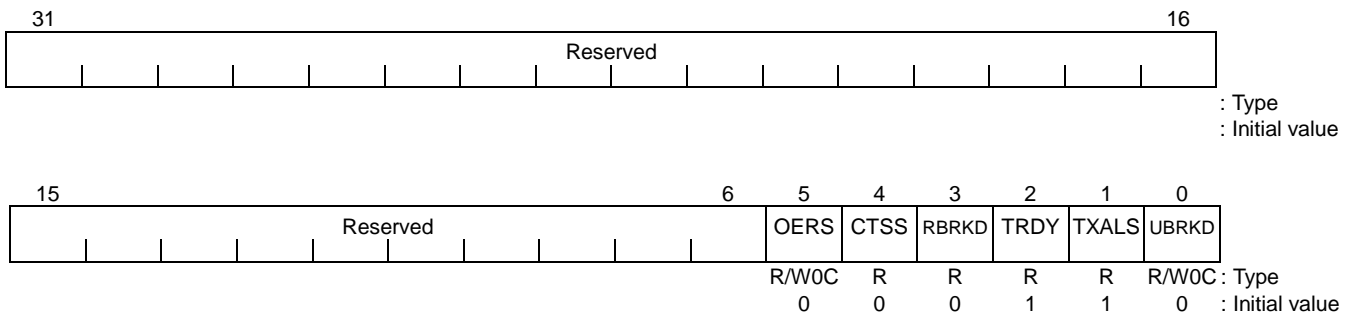 31 16
Reserved
: Type
: Initial value
15 6 5 4 3 2 1 0
Reserved OERS CTSS RBRKD TRDY TXALS UBRKD
R/W0C R R R R R/W0C : Type
0 0 0 1 1 0 : Initial value